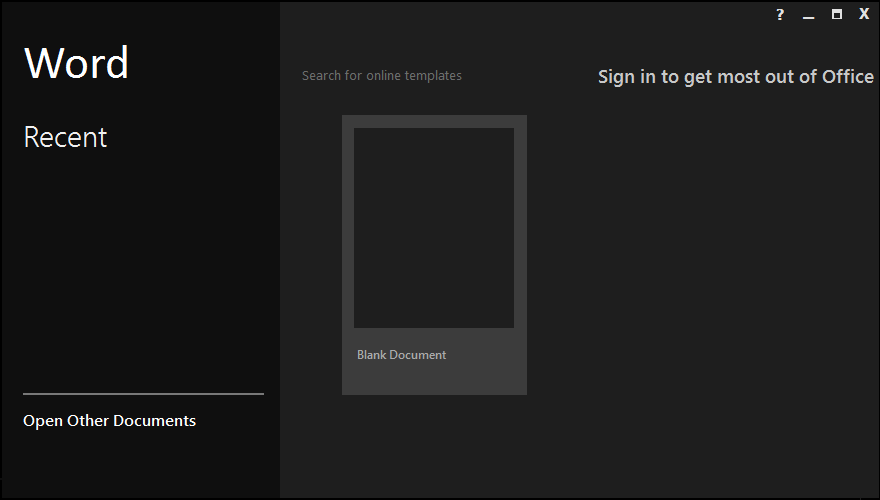 Word
Recent
Open Other Documents
?
X
Search for online templates
Sign in to get most out of Office
Blank Document